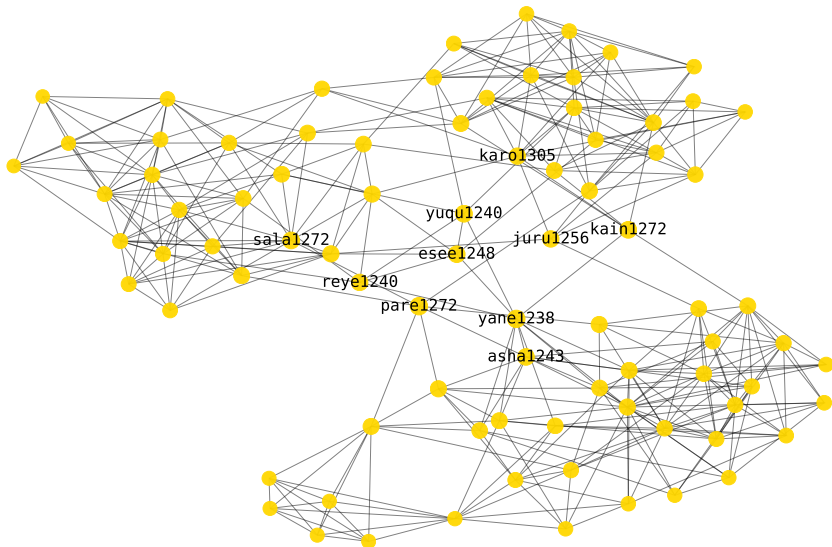 karo1305
yuqu1240
kain1272
juru1256
sala1272
esee1248
reye1240
pare1272
yane1238
asha1243